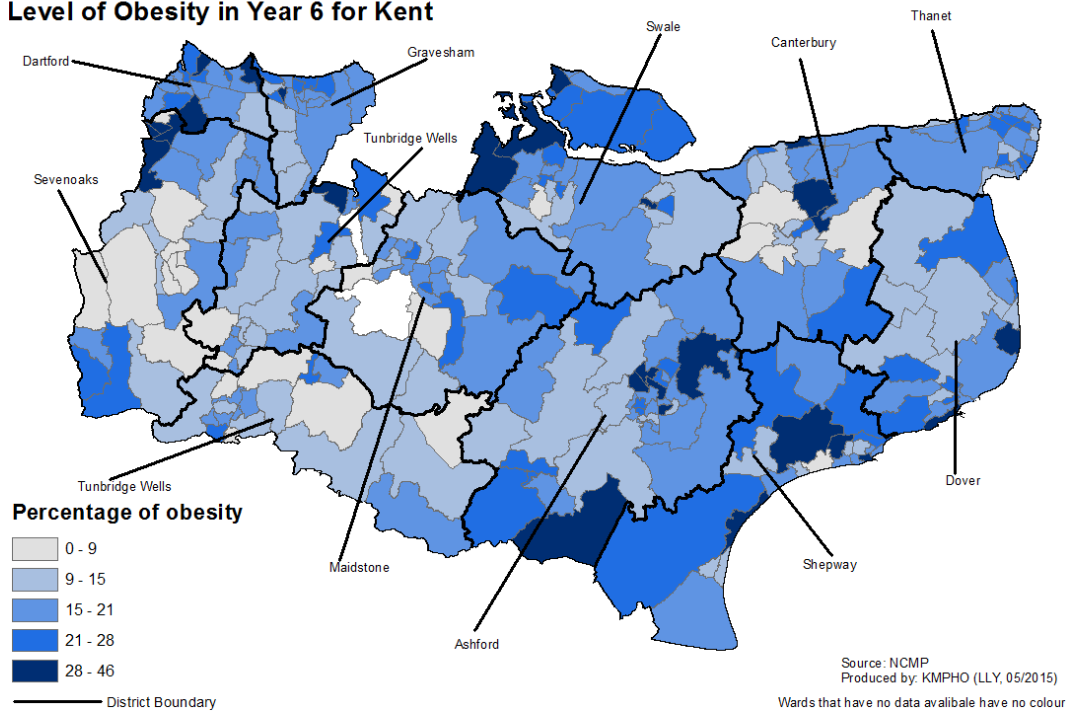 Level of Obesity in Year 6 for Kent
Thanet
Swale
Canterbury
Gravesham
Dartford
Tunbridge Wells
Sevenoaks
Tunbridge Wells
Dover
Percentage of obesity
0 - 9
9 - 15
Maidstone
Shepway
15 - 21
21 - 28
Ashford
28 - 46
Source: NCMP
Produced by: KMPHO (LLY, 05/2015)
District Boundary
Wards that have no data avalibale have no colour